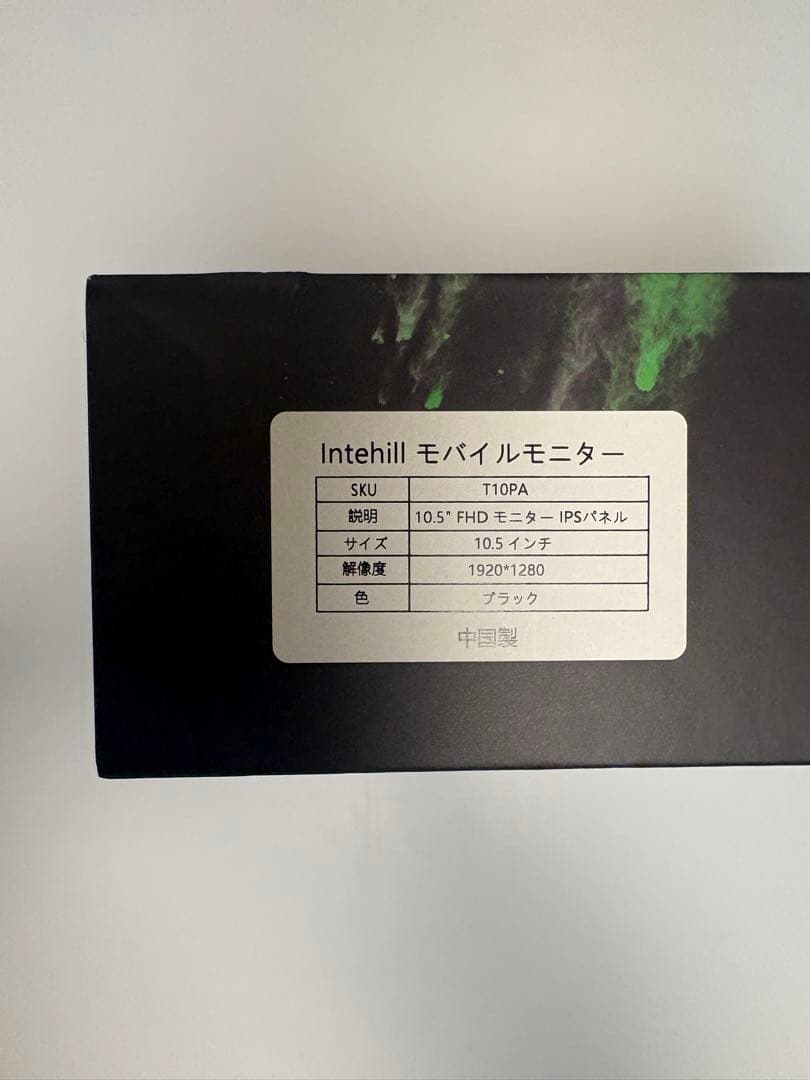 Intehill モバイルモニター
SKU T10PA
説明 10.5" FHD モニター IPSパネル
サイズ 10.5 インチ
解像度 1920*1280
色 ブラック
中国製